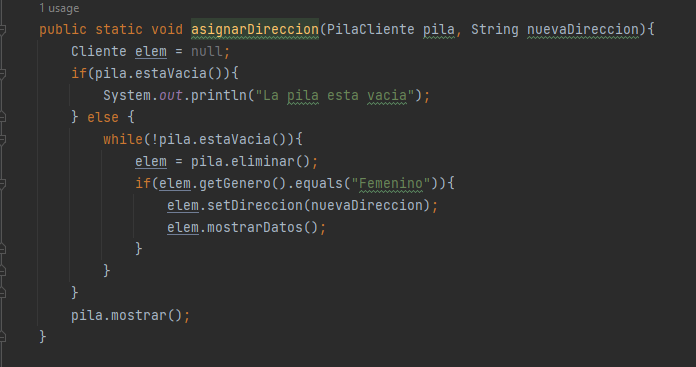 1 usage
public static void asignarDireccion(PilaCliente pila, String nuevaDireccion){
Cliente elem = null;
if(pila.estaVacia()){
System.out.println("La pila esta vacia");
} else {
while(!pila.estaVacia()){
elem = pila.eliminar();
if(elem.getGenero().equals("Femenino")){
elem.setDireccion(nuevaDireccion);
elem.mostrarDatos();
}
}
}
pila.mostrar();
}